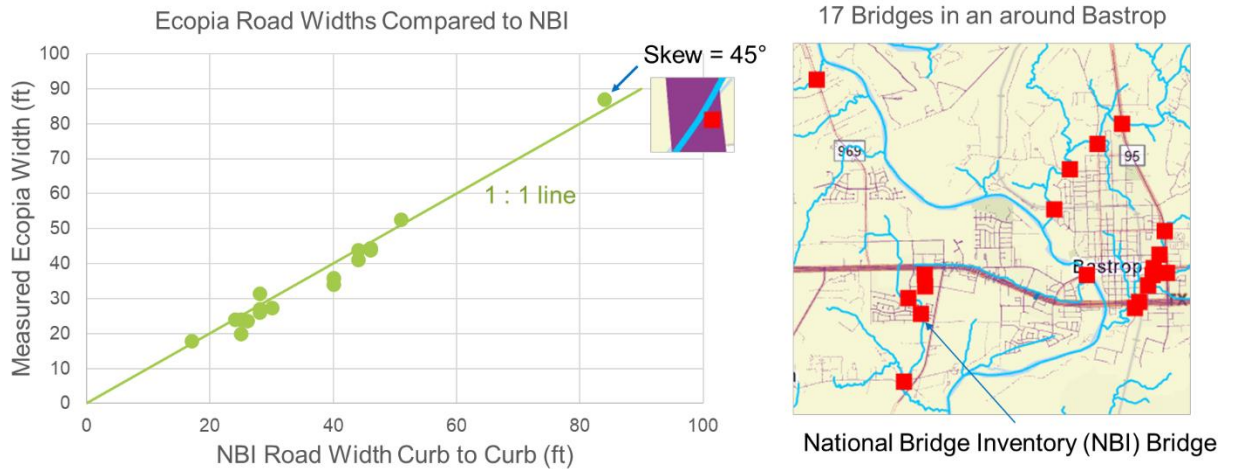 Ecopia Road Widths Compared to NBI
Measured Ecopia Width (ft)
100
90
80
70
60
50
40
30
20
10
0
0
20
40
60
80
100
NBI Road Width Curb to Curb (ft)
Skew = 45°
1 : 1 line
17 Bridges in an around Bastrop
969
95
Bastrop
National Bridge Inventory (NBI) Bridge